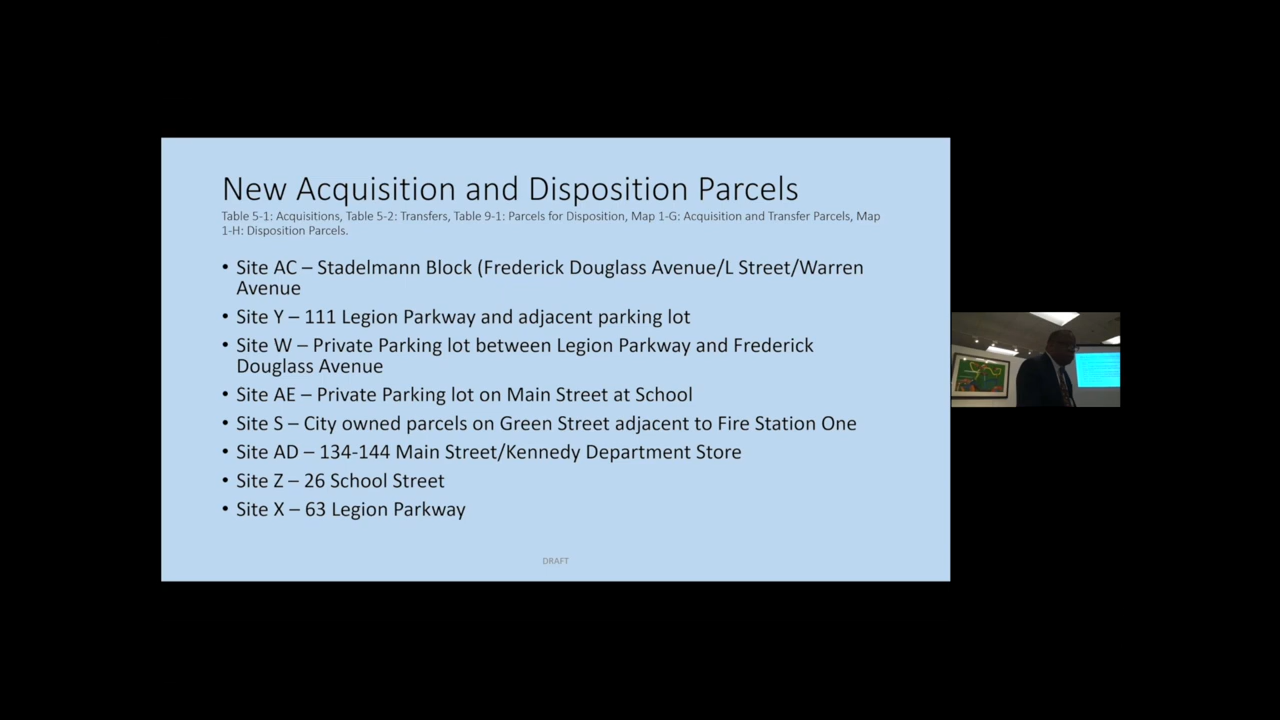 New Acquisition and Disposition Parcels
Table 5-1: Acquisitions, Table 5-2: Transfers, Table 9-1: Parcels for Disposition, Map 1-G: Acquisition and Transfer Parcels, Map
1-H: Disposition Parcels.
• Site AC – Stadelmann Block (Frederick Douglass Avenue/L Street/Warren
Avenue
• Site Y – 111 Legion Parkway and adjacent parking lot
• Site W – Private Parking lot between Legion Parkway and Frederick
Douglass Avenue
• Site AE – Private Parking lot on Main Street at School
• Site S – City owned parcels on Green Street adjacent to Fire Station One
• Site AD – 134-144 Main Street/Kennedy Department Store
• Site Z – 26 School Street
• Site X – 63 Legion Parkway
DRAFT